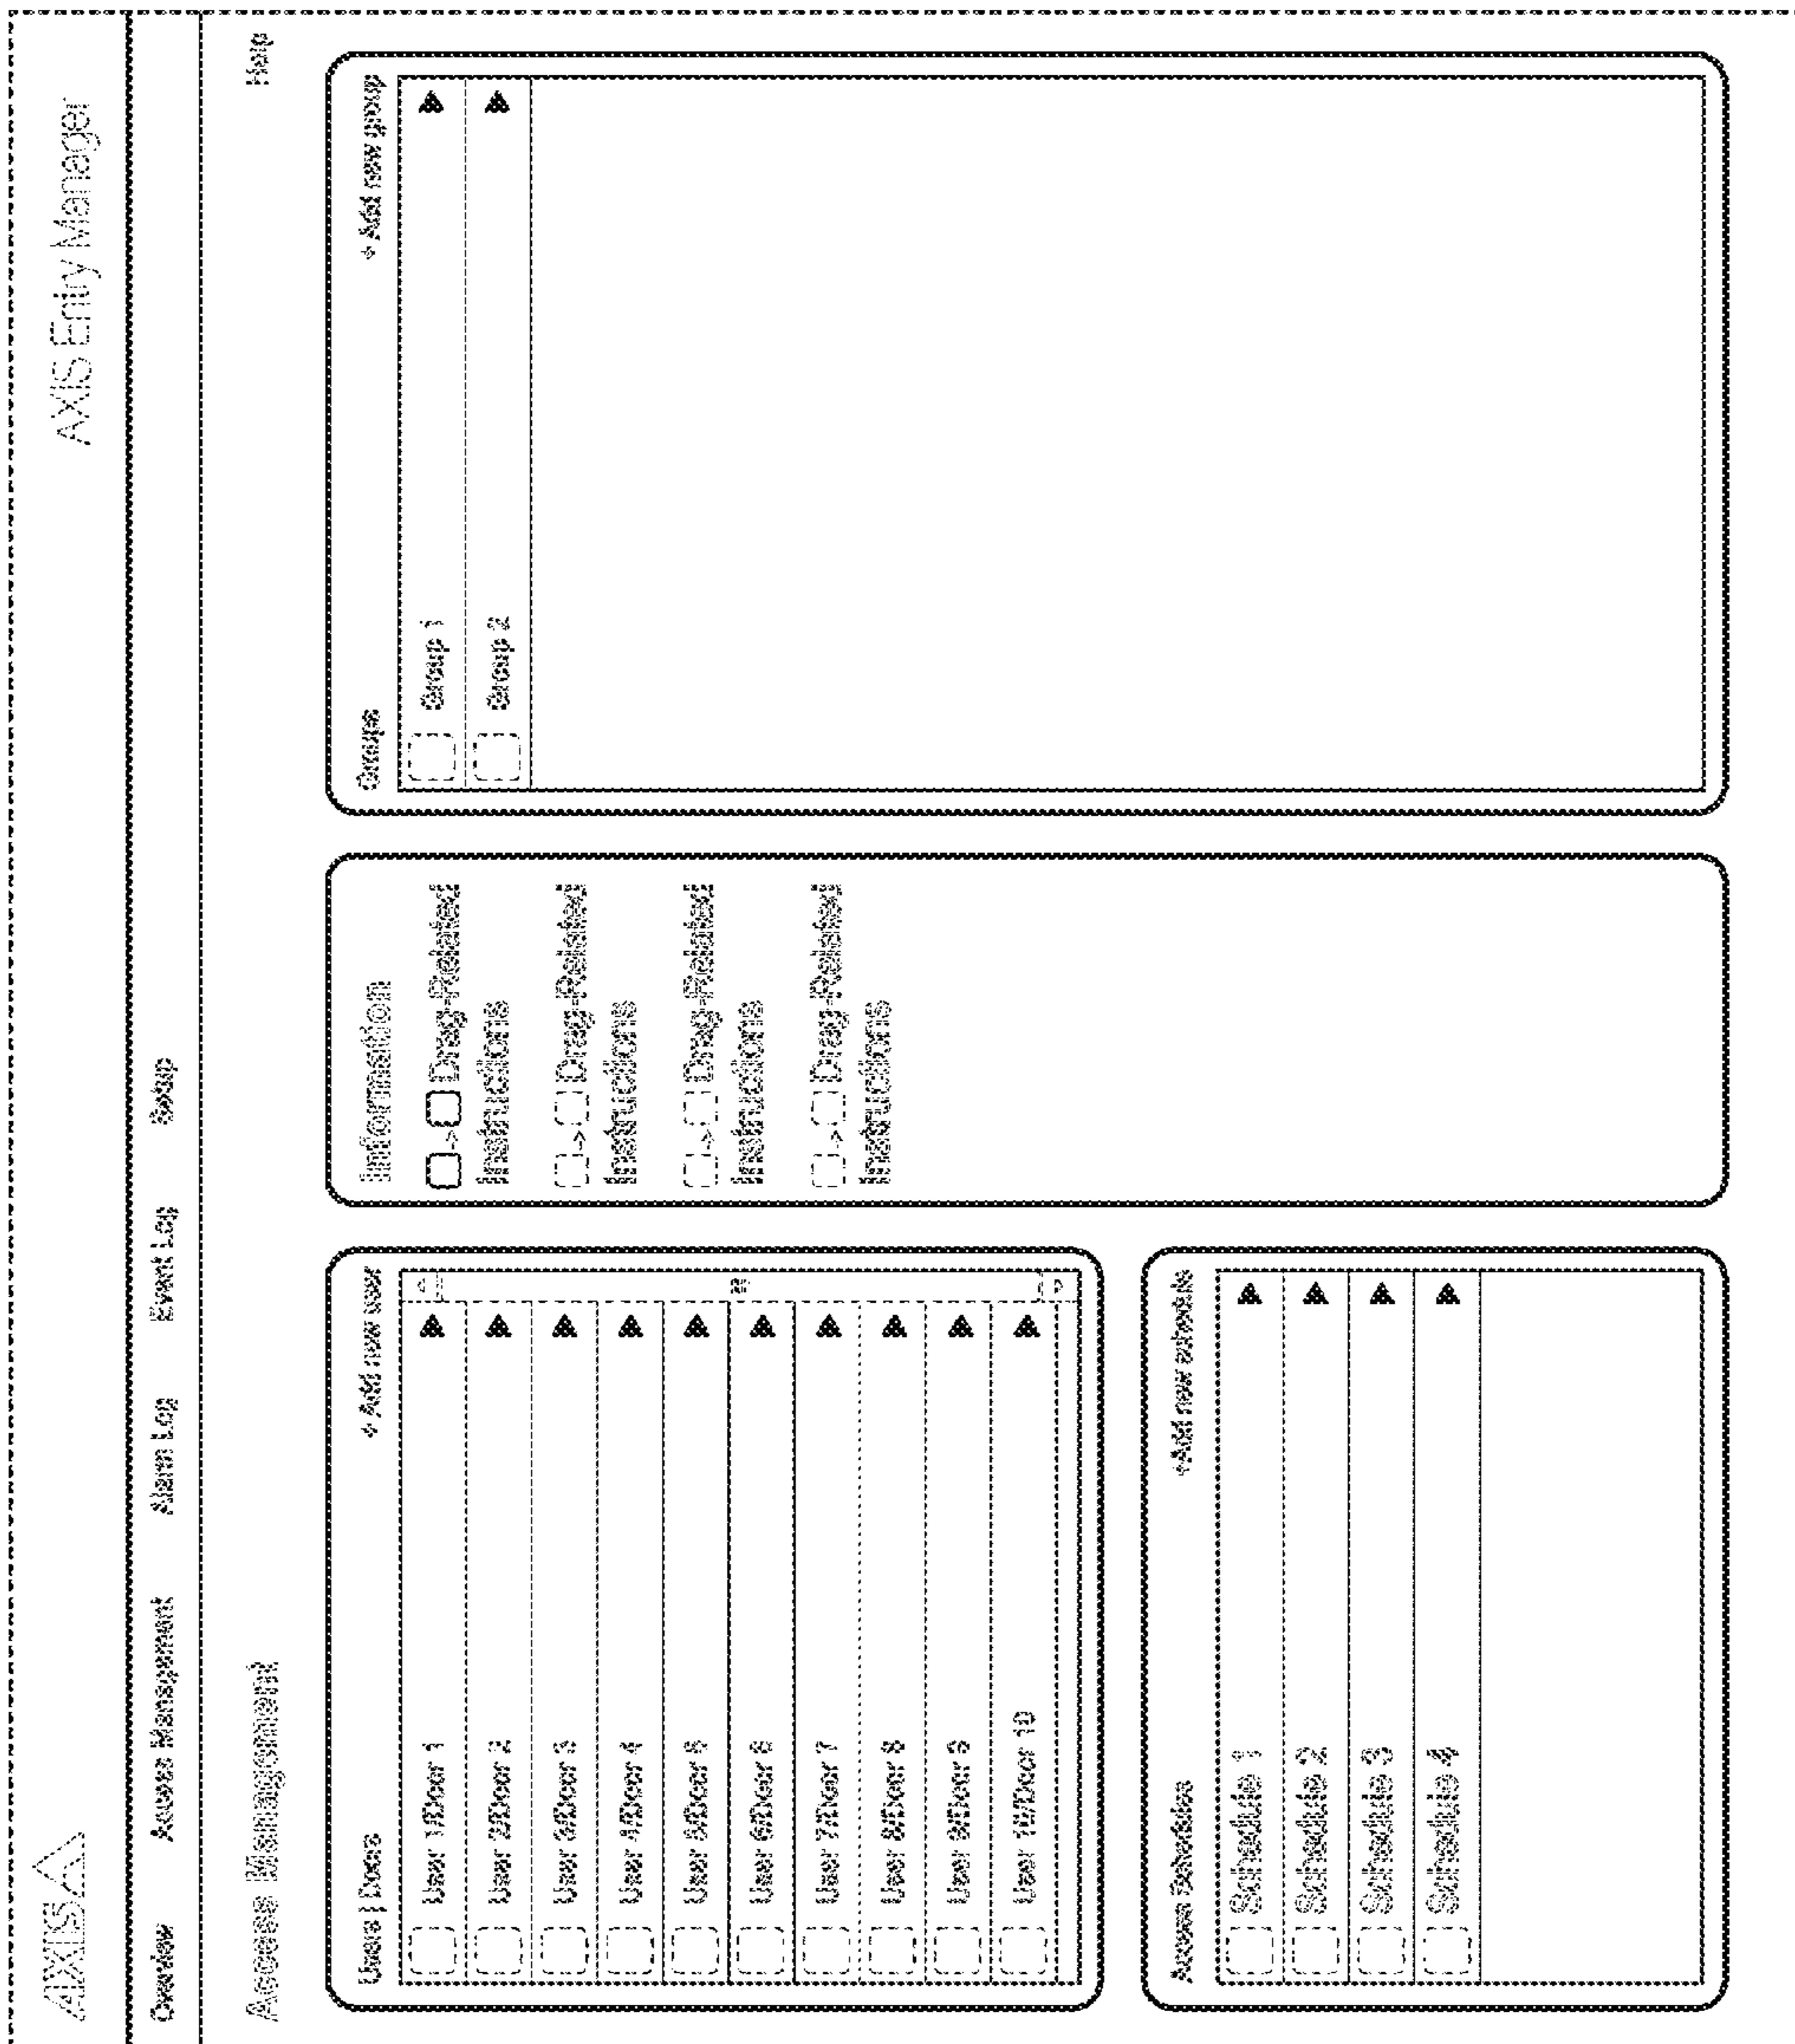 AXIS
AXIS Entry Manager
Overview Access Management Alarm Log Event Log Setup
Access Management
Help
Users | Doors
+ Add new user
User 1/Door 1
User 2/Door 2
User 3/Door 3
User 4/Door 4
User 5/Door 5
User 6/Door 6
User 7/Door 7
User 8/Door 8
User 9/Door 9
User 10/Door 10
Access Schedules
+Add new schedule
Schedule 1
Schedule 2
Schedule 3
Schedule 4
Information
-> Drag-Related
Instructions
-> Drag-Related
Instructions
-> Drag-Related
Instructions
-> Drag-Related
Instructions
Groups
+ Add new group
Group 1
Group 2